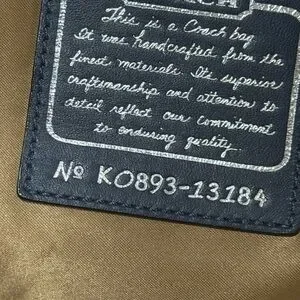 This is a Coach bag.
It was handcrafted from the
finest materials. Its superior
craftsmanship and attention to
detail reflect our commitment
to enduring quality.
Nº K0893-13184